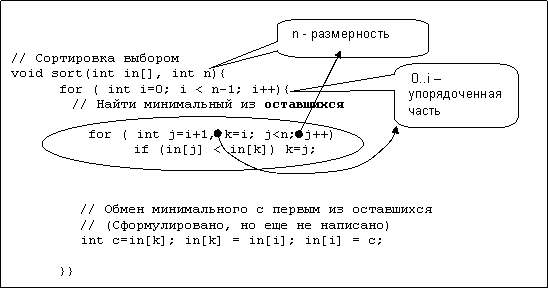 n - размерность
// Сортировка выбором
void sort(int in[], int n){
for ( int i=0; i < n-1; i++){
0..i –
упорядоченная
часть
// Найти минимальный из оставшихся
for ( int j=i+1, k=i; j<n; j++)
if (in[j] < in[k]) k=j;
// Обмен минимального с первым из оставшихся
// (Сформулировано, но еще не написано)
int c=in[k]; in[k] = in[i]; in[i] = c;
}}